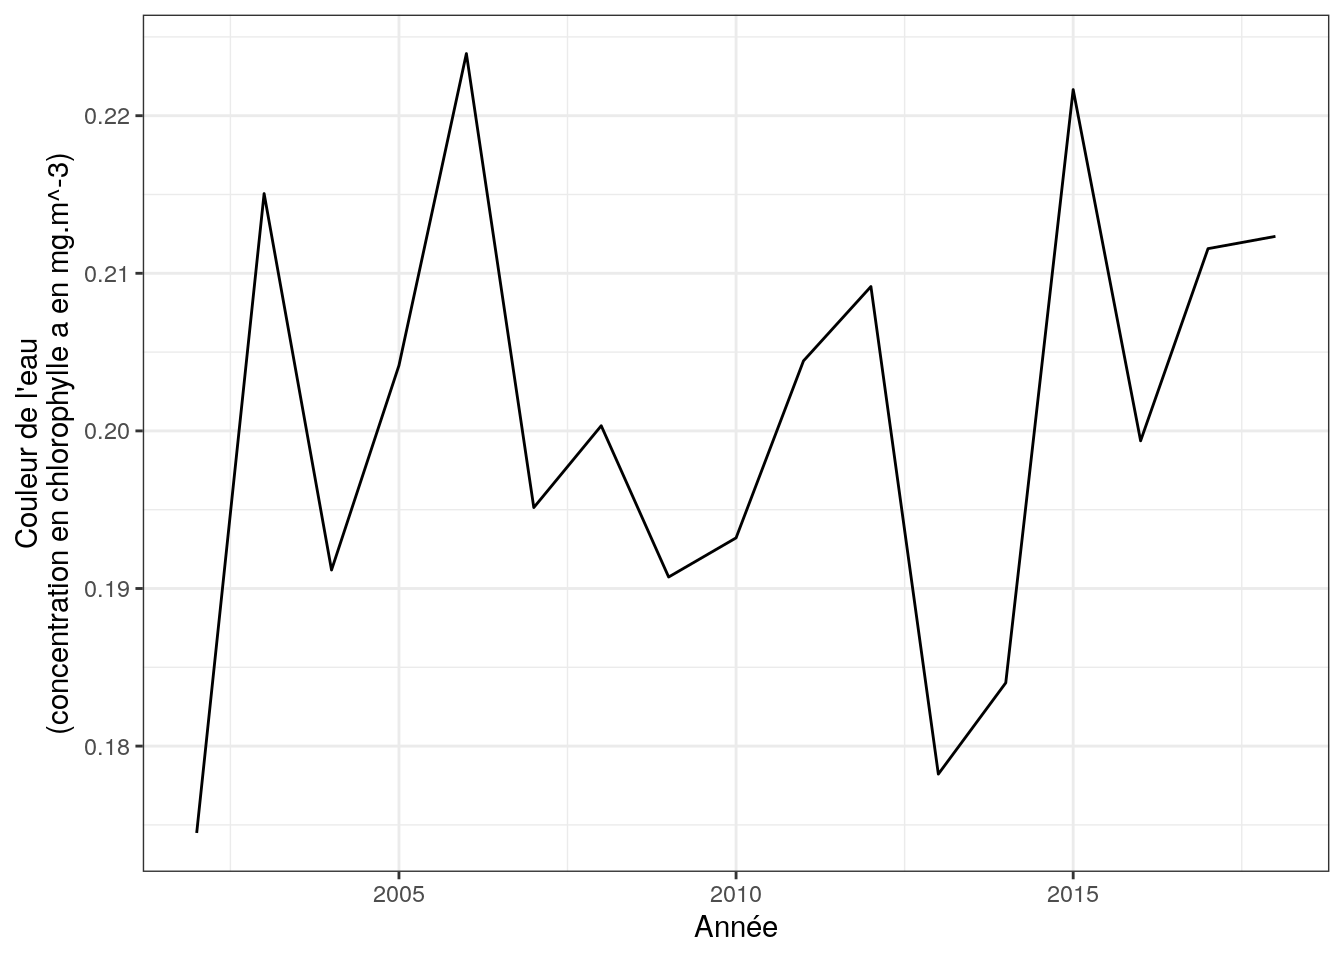 Couleur de l'eau
(concentration en chlorophylle a en mg.m^-3)
0.22
0.21
0.20
0.19
0.18
2005
2010
2015
Année